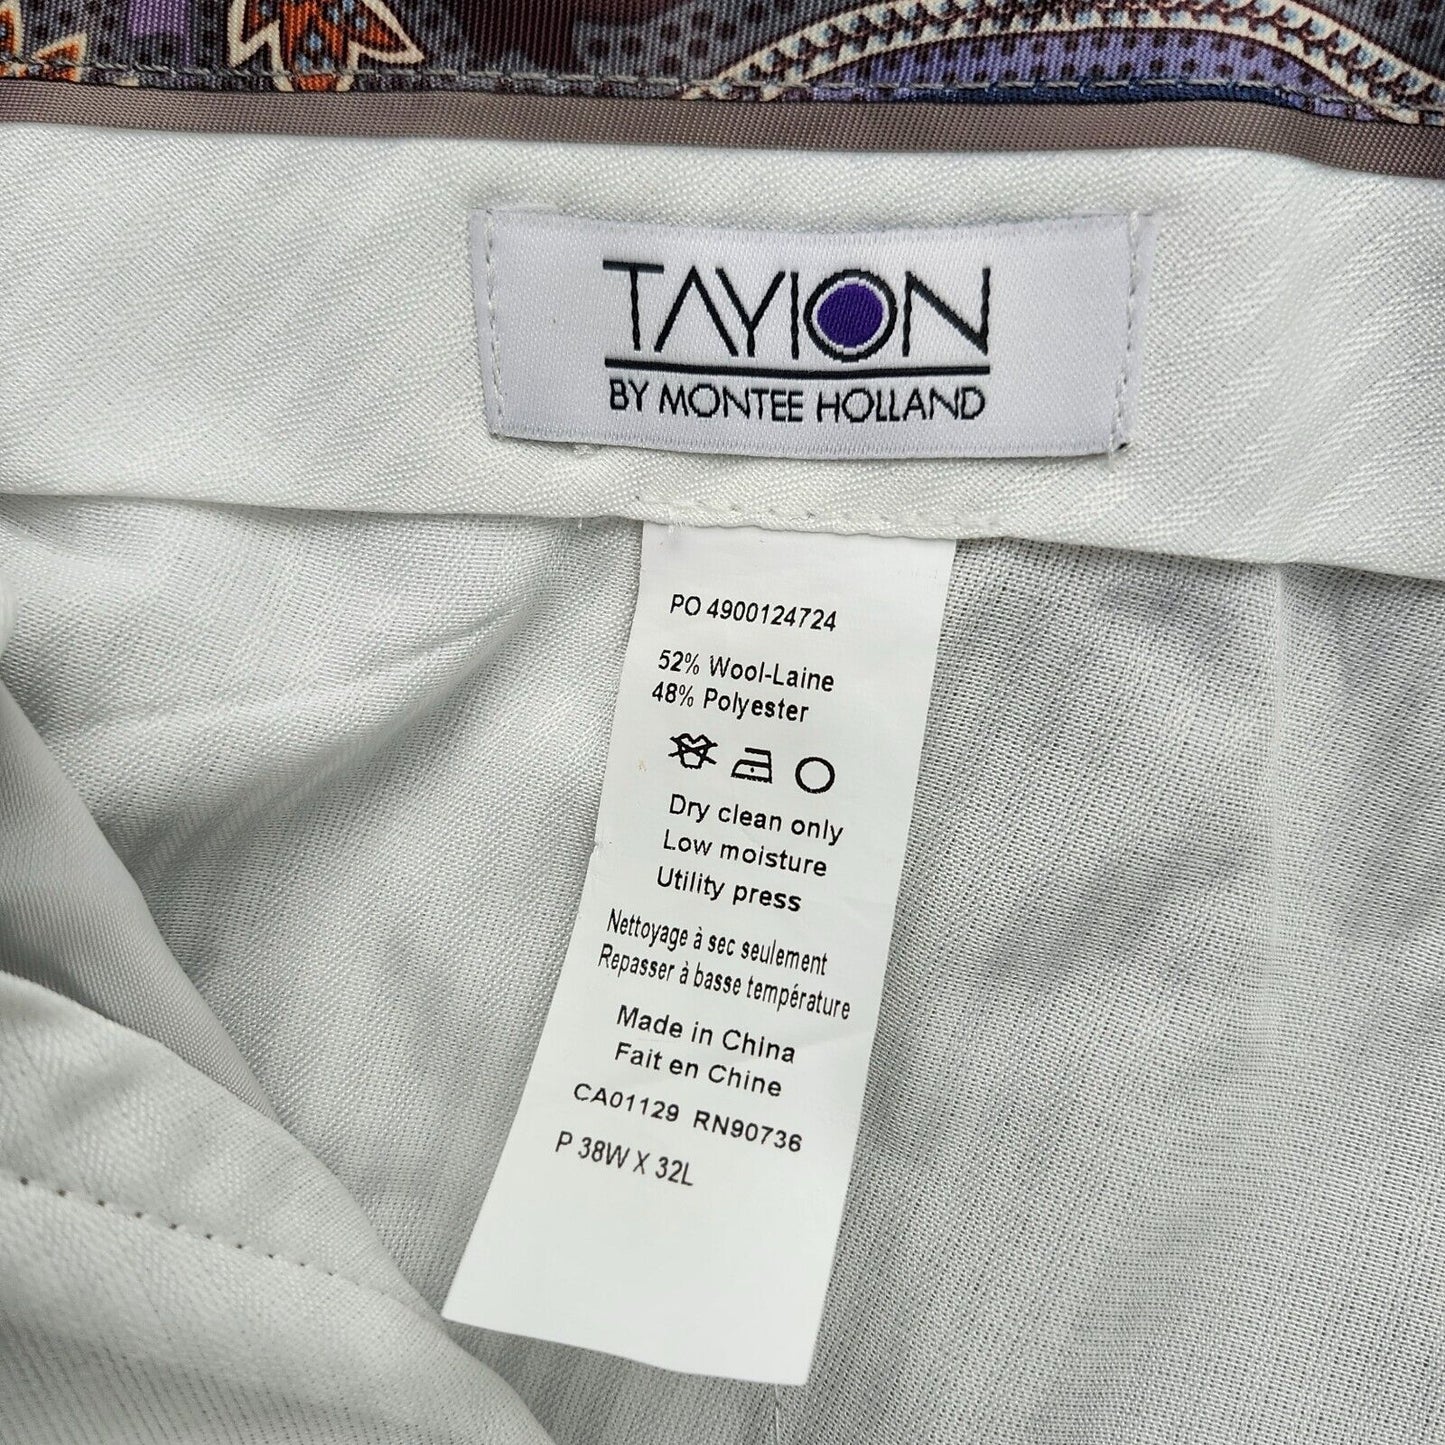 TAYION
BY MONTEE HOLLAND
PO 4900124724
52% Wool-Laine
48% Polyester
Dry clean only
Low moisture
Utility press
Nettoyage à sec seulement
Repasser à basse température
Made in China
Fait en Chine
CA01129 RN90736
P 38W X 32L